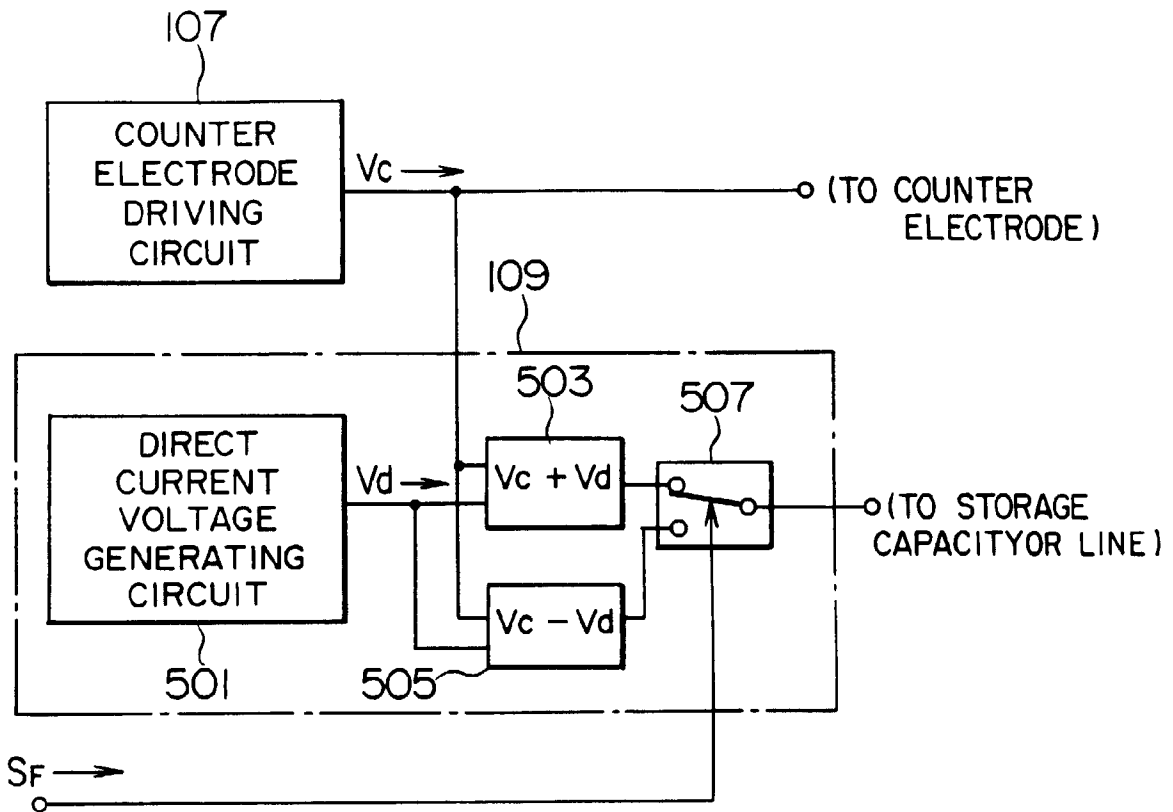 107
COUNTER
ELECTRODE
DRIVING
CIRCUIT
Vc
(TO COUNTER
ELECTRODE)
109
DIRECT
CURRENT
VOLTAGE
GENERATING
CIRCUIT
Vd
503
Vc + Vd
507
(TO STORAGE
CAPACITYOR LINE)
Vc - Vd
501
505
SF